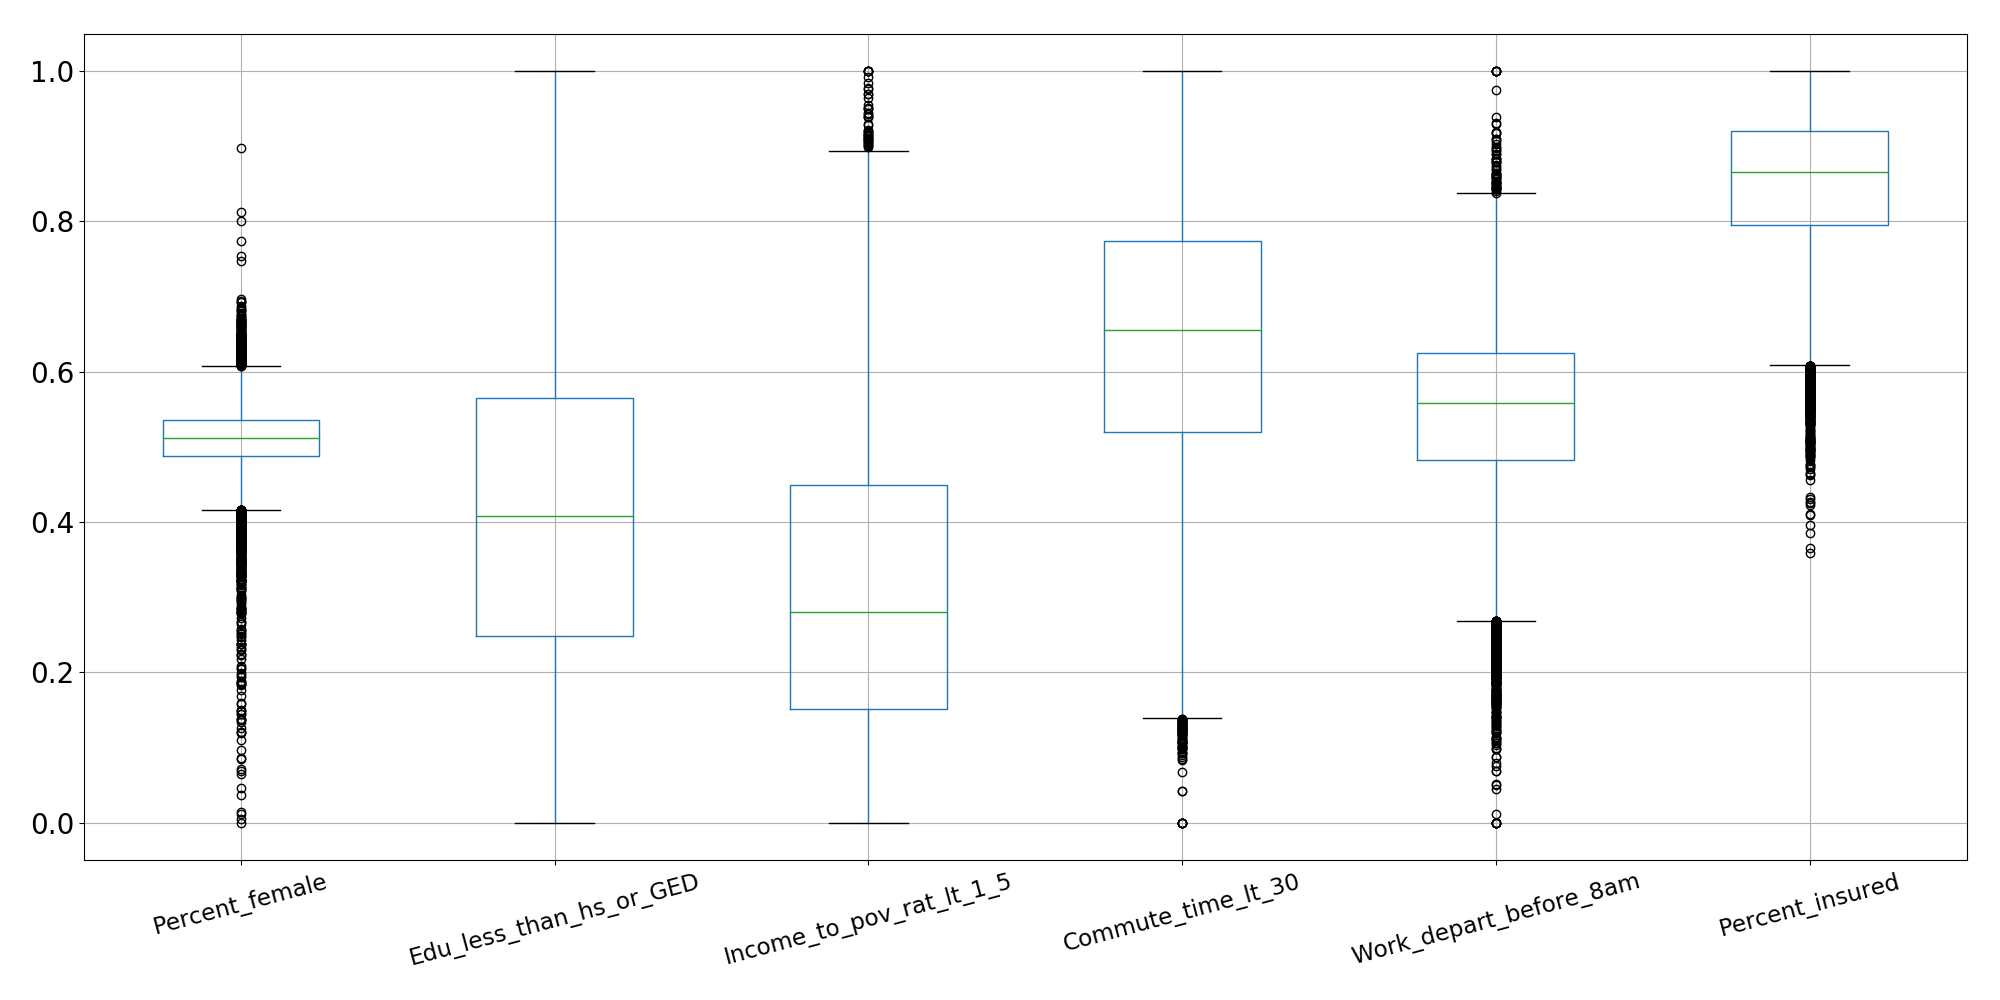 1.0
0.8
0.6
0.4
0.2
0.0
Percent_female
Edu_less_than_hs_or_GED
Income_to_pov_rat_lt_1_5
Commute_time_lt_30
Work_depart_before_8am
Percent_insured